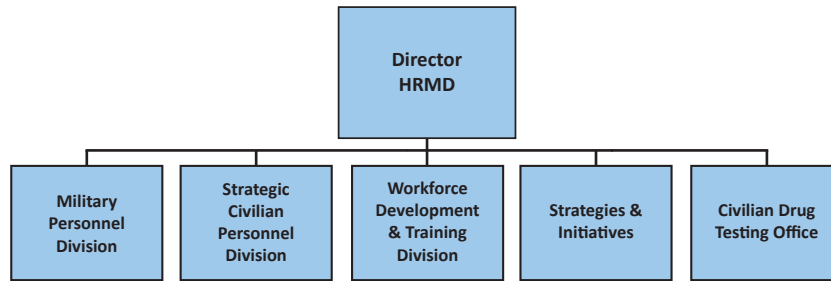 Director
HRMD
Military
Personnel
Division
Strategic
Civilian
Personnel
Division
Workforce
Development
& Training
Division
Strategies &
Initiatives
Civilian Drug
Testing Office